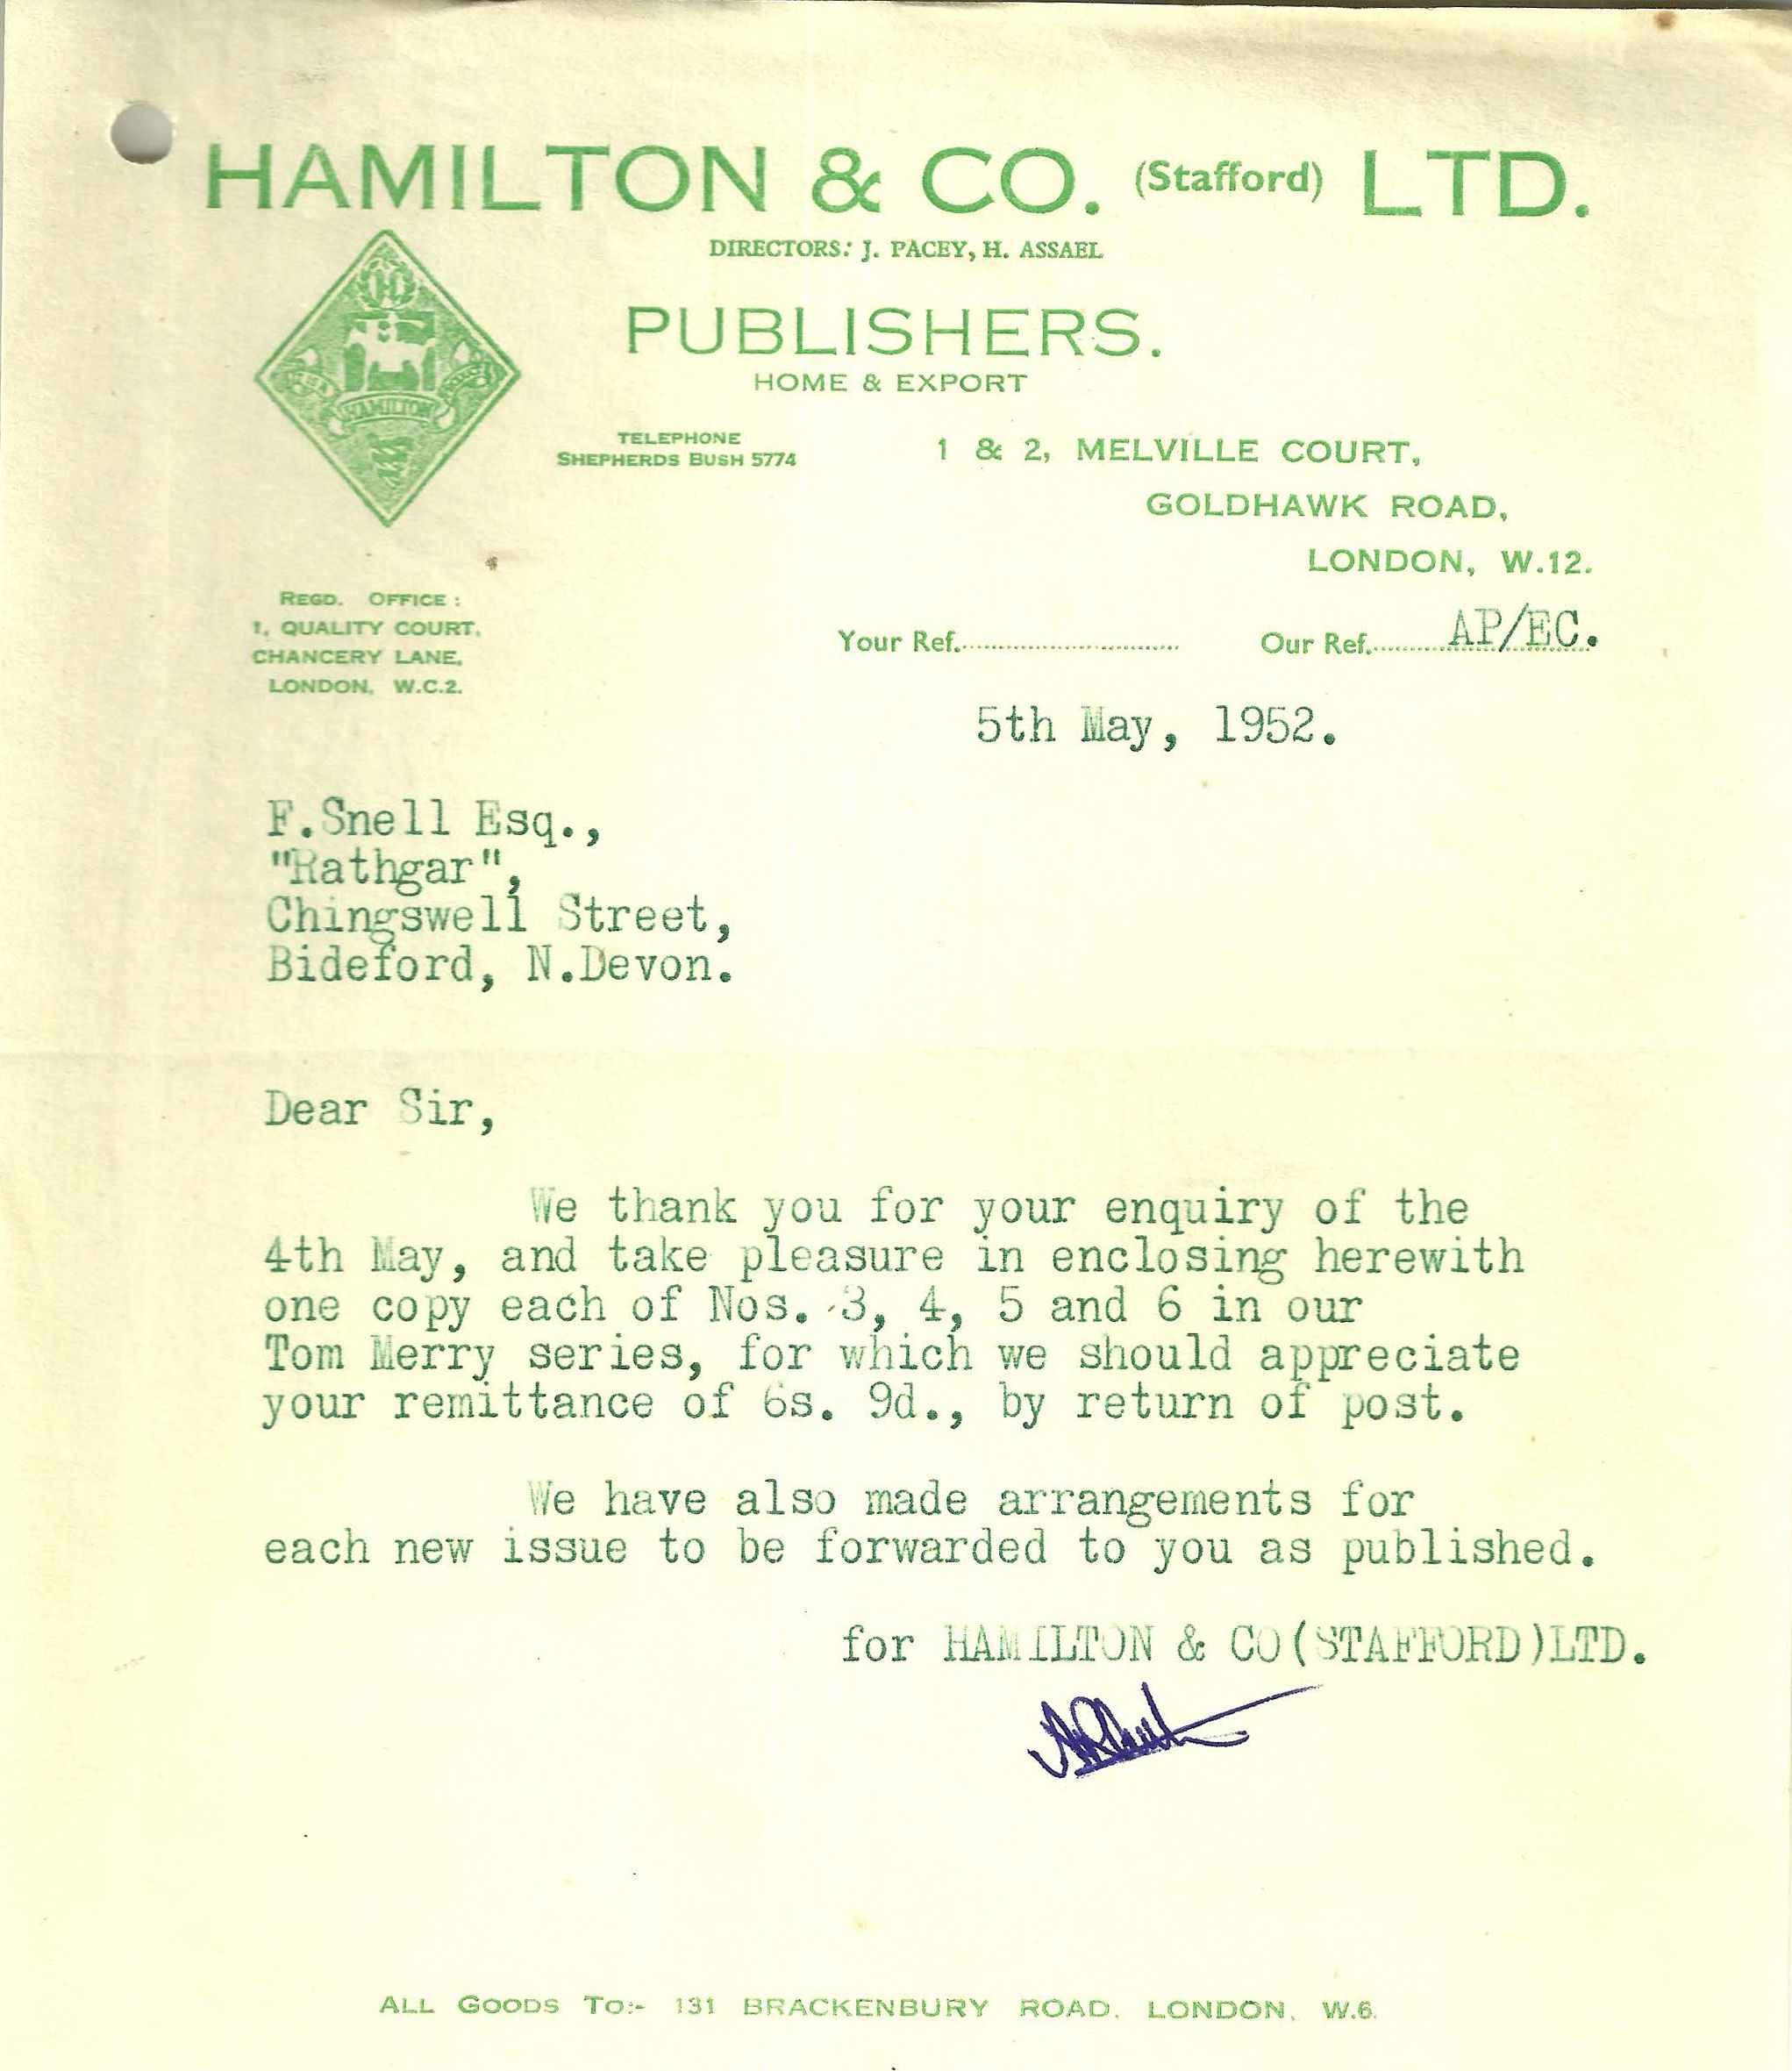 HAMILTON & CO. (Stafford) LTD.
DIRECTORS: J. PACEY, H. ASSAEL
PUBLISHERS.
HOME & EXPORT
HAMILTON
TELEPHONE
SHEPHERDS BUSH 5774
1 & 2, MELVILLE COURT,
GOLDHAWK ROAD,
LONDON, W.12.
REGD. OFFICE :
1, QUALITY COURT,
CHANCERY LANE,
LONDON, W.C.2.
Your Ref.
Our Ref. AP/EC.
5th May, 1952.
F.Snell Esq.,
"Rathgar",
Chingswell Street,
Bideford, N.Devon.
Dear Sir,
We thank you for your enquiry of the
4th May, and take pleasure in enclosing herewith
one copy each of Nos. 3, 4, 5 and 6 in our
Tom Merry series, for which we should appreciate
your remittance of 6s. 9d., by return of post.
We have also made arrangements for
each new issue to be forwarded to you as published.
for HAMILTON & CO(STAFFORD)LTD.
ALL GOODS TO:- 131 BRACKENBURY ROAD, LONDON, W.6.